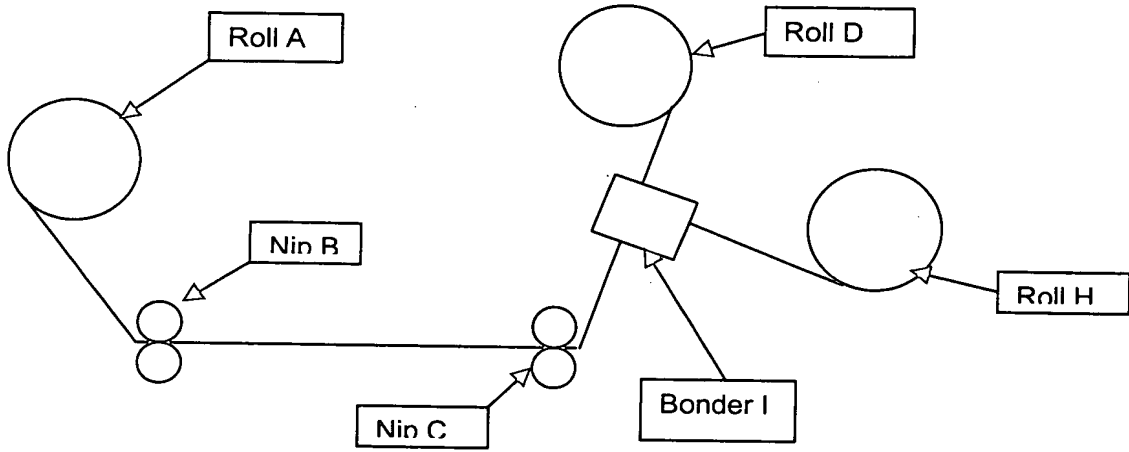 Roll A
Roll D
Nip B
Roll H
Nip C
Bonder I